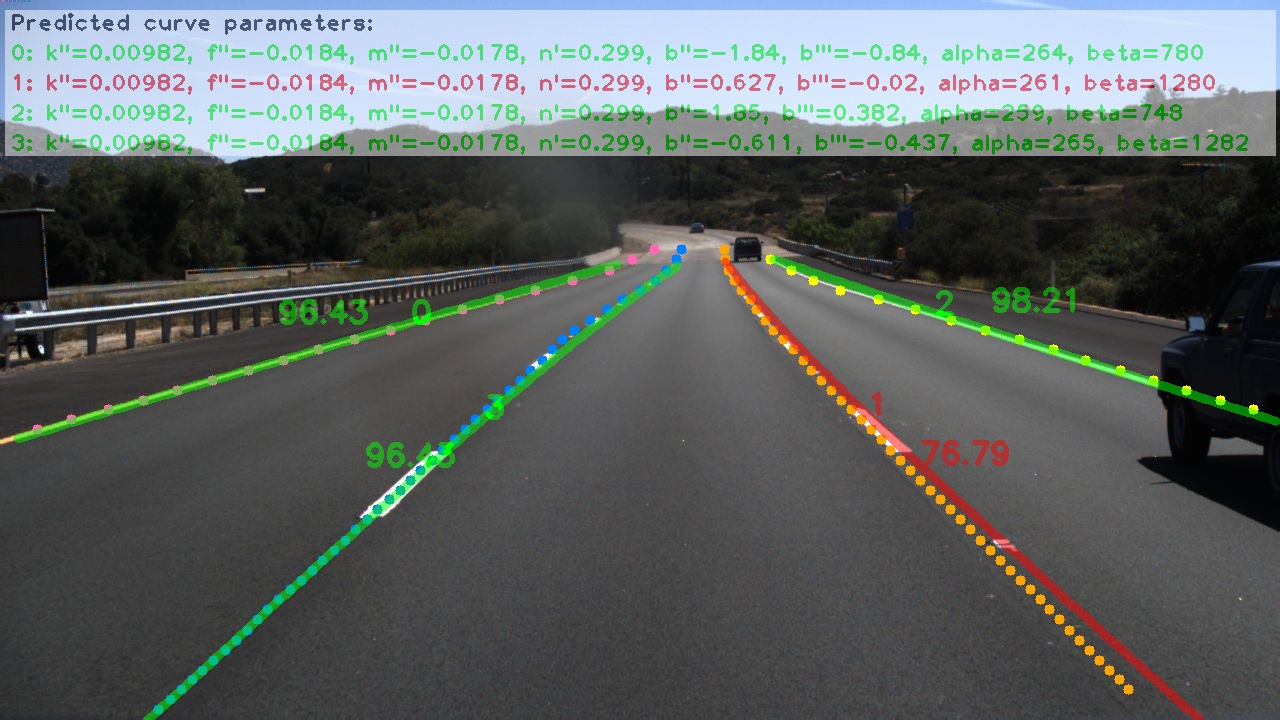 Predicted curve parameters:
0: k''=0.00982, f''=-0.0184, m''=-0.0178, n'=0.299, b''=-1.84, b'''=-0.84, alpha=264, beta=780
1: k''=0.00982, f''=-0.0184, m''=-0.0178, n'=0.299, b''=0.627, b'''=-0.02, alpha=261, beta=1280
2: k''=0.00982, f''=-0.0184, m''=-0.0178, n'=0.299, b''=1.85, b'''=0.382, alpha=259, beta=748
3: k''=0.00982, f''=-0.0184, m''=-0.0178, n'=0.299, b''=-0.611, b'''=-0.437, alpha=265, beta=1282
96.43 0
2 98.21
3
1
96.43
76.79